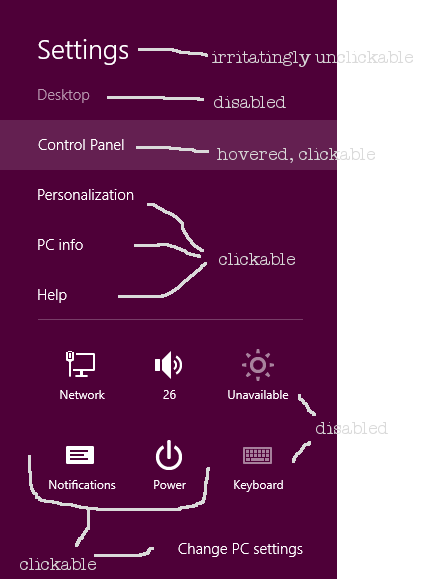 Settings
irritatingly unclickable
Desktop
disabled
Control Panel
hovered, clickable
Personalization
PC info
clickable
Help
Network
26
Unavailable
disabled
Notifications
Power
Keyboard
Change PC settings
clickable